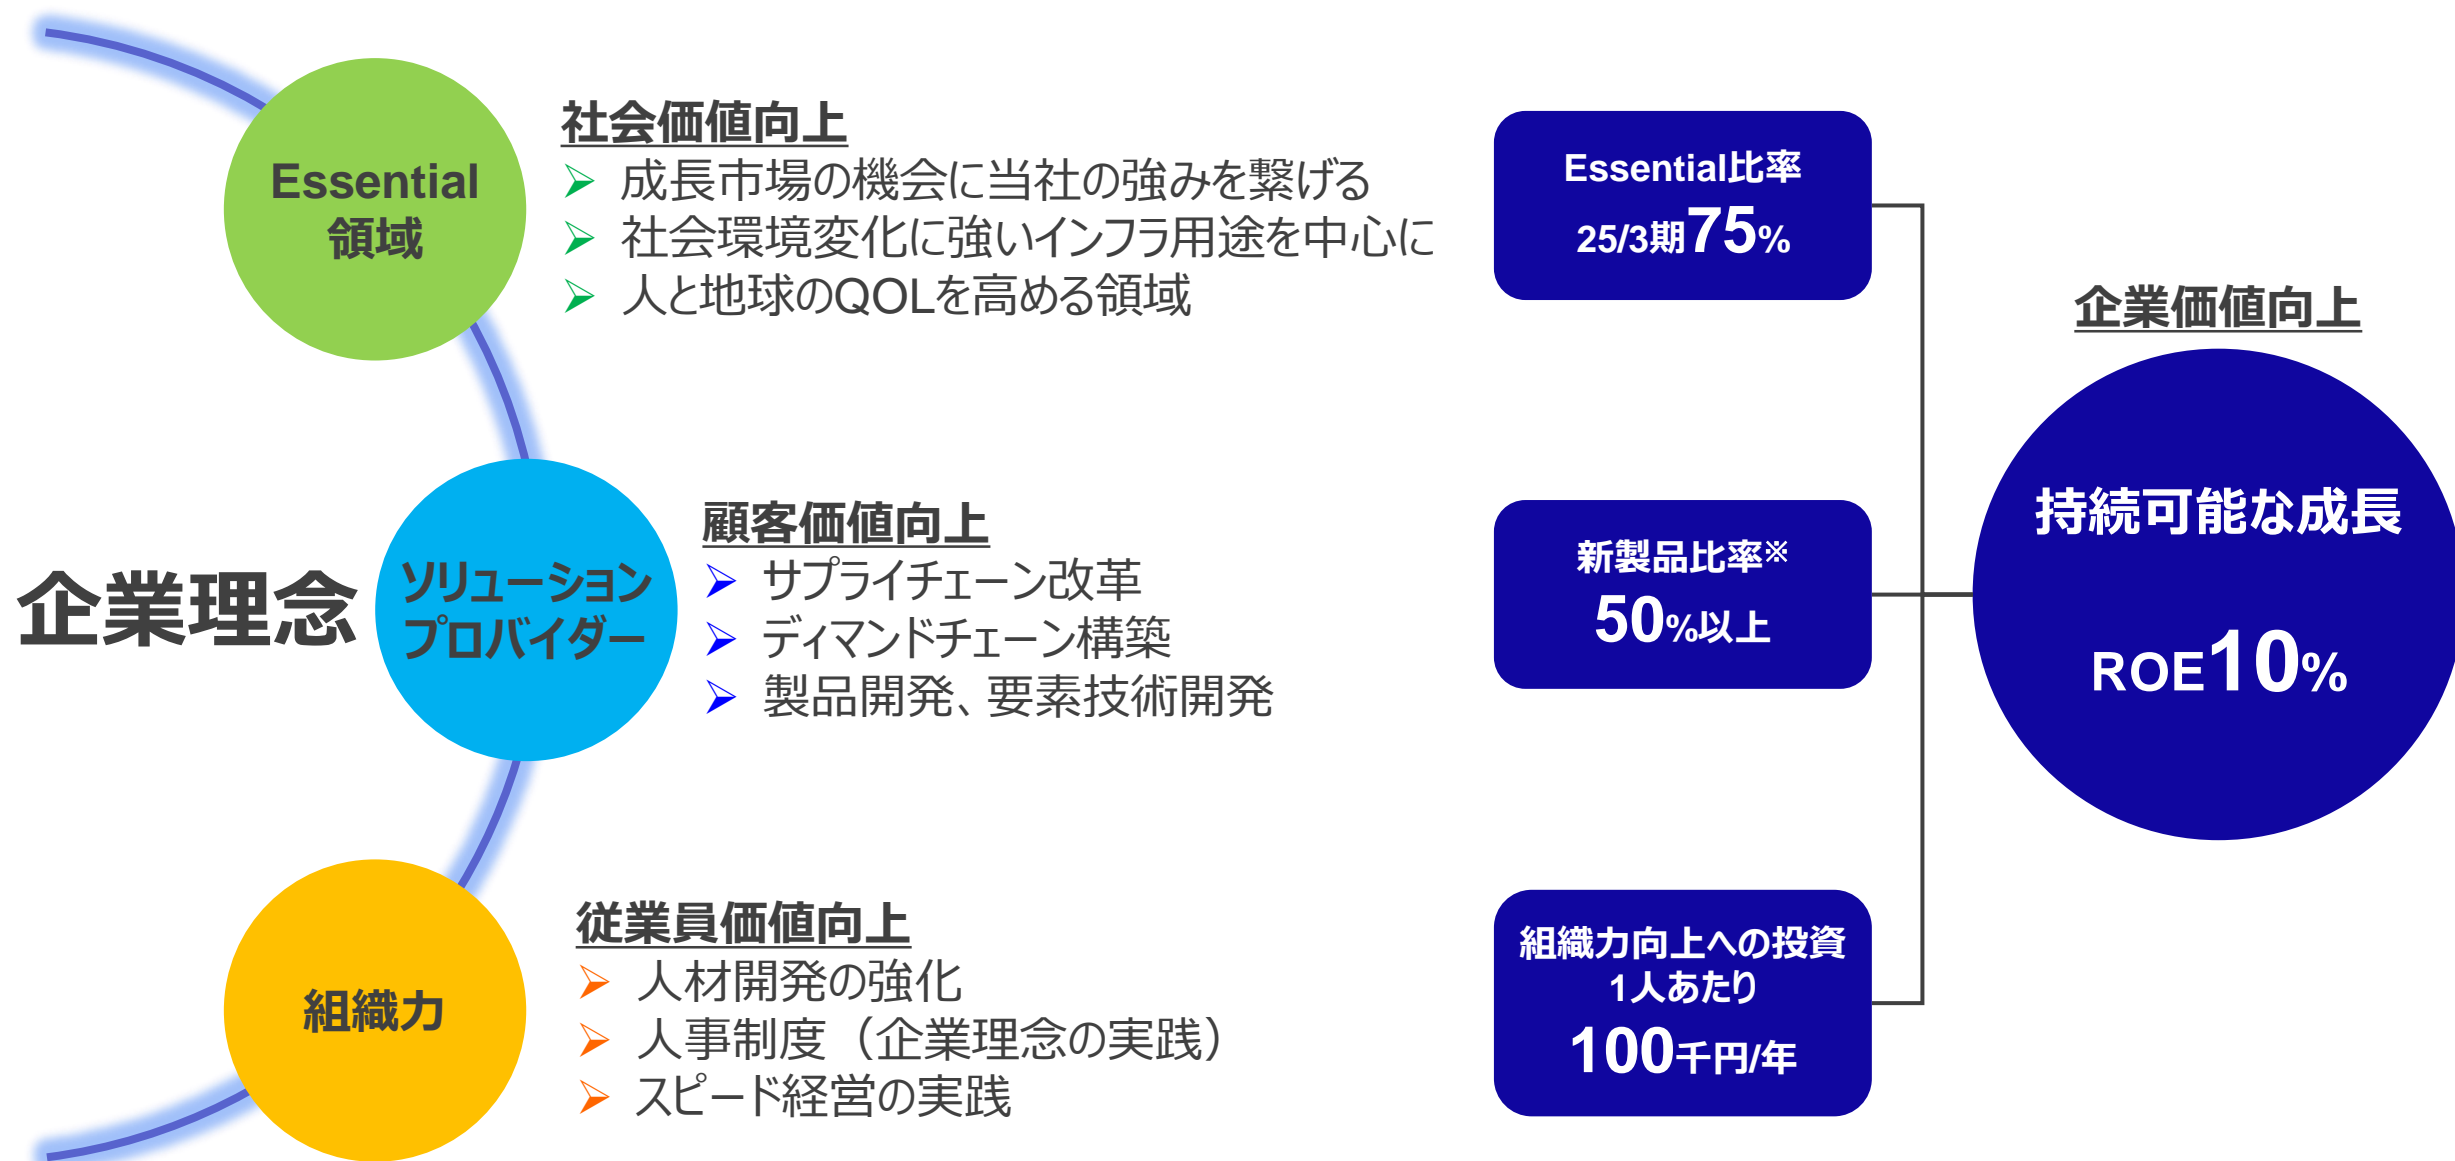 企業理念
Essential
領域
社会価値向上
成長市場の機会に当社の強みを繋げる
社会環境変化に強いインフラ用途を中心に
人と地球のQOLを高める領域
Essential比率
25/3期75%
ソリューション
プロバイダー
顧客価値向上
サプライチェーン改革
ディマンドチェーン構築
製品開発、要素技術開発
新製品比率※
50%以上
組織力
従業員価値向上
人材開発の強化
人事制度（企業理念の実践）
スピード経営の実践
組織力向上への投資
1人あたり
100千円/年
企業価値向上
持続可能な成長
ROE10%